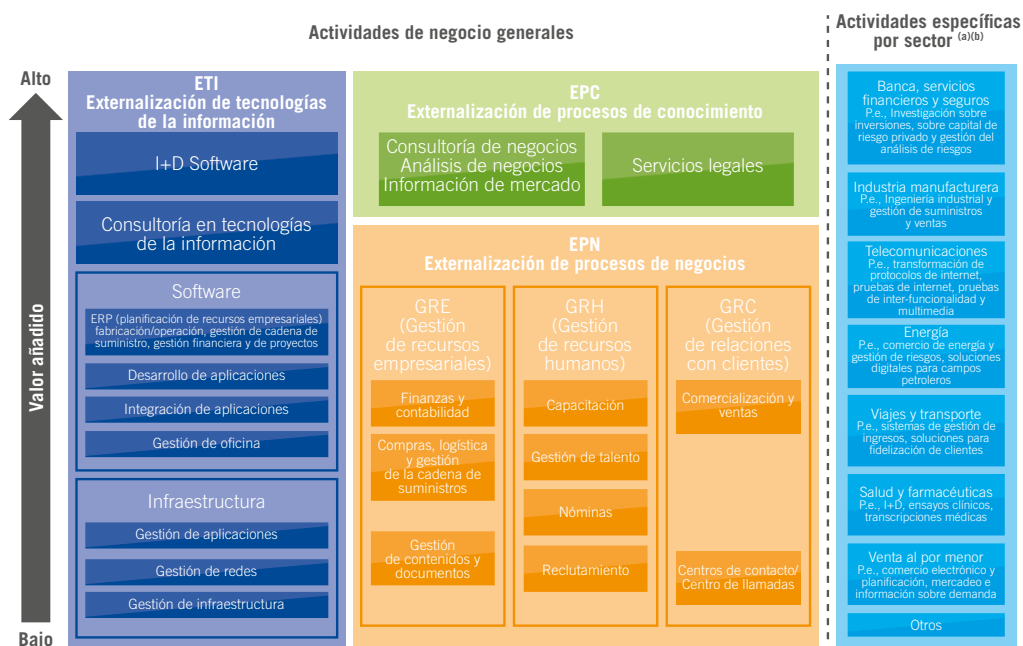 Actividades de negocio generales
Actividades específicas
por sector (a)(b)
Alto
Valor añadido
Bajo
ETI
Externalización de tecnologías
de la información
I+D Software
Consultoría en tecnologías
de la información
Software
ERP (planificación de recursos empresariales)
fabricación/operación, gestión de cadena de
suministro, gestión financiera y de proyectos
Desarrollo de aplicaciones
Integración de aplicaciones
Gestión de oficina
Infraestructura
Gestión de aplicaciones
Gestión de redes
Gestión de infraestructura
EPC
Externalización de procesos de conocimiento
Consultoría de negocios
Análisis de negocios
Información de mercado
Servicios legales
EPN
Externalización de procesos de negocios
GRE
(Gestión
de recursos
empresariales)
Finanzas y
contabilidad
Compras, logística
y gestión
de la cadena de
suministros
Gestión
de contenidos y
documentos
GRH
(Gestión
de recursos
humanos)
Capacitación
Gestión de talento
Nóminas
Reclutamiento
GRC
(Gestión
de relaciones
con clientes)
Comercialización y
ventas
Centros de contacto/
Centro de llamadas
Banca, servicios
financieros y seguros
P.e., Investigación sobre
inversiones, sobre capital de
riesgo privado y gestión del
análisis de riesgos
Industria manufacturera
P.e., Ingeniería industrial y
gestión de suministros
y ventas
Telecomunicaciones
P.e., transformación de
protocolos de internet,
pruebas de internet, pruebas
de inter-funcionalidad y
multimedia
Energía
P.e., comercio de energía y
gestión de riesgos, soluciones
digitales para campos
petroleros
Viajes y transporte
P.e., sistemas de gestión de
ingresos, soluciones para
fidelización de clientes
Salud y farmacéuticas
P.e., I+D, ensayos clínicos,
transcripciones médicas
Venta al por menor
P.e., comercio electrónico y
planificación, mercadeo e
información sobre demanda
Otros